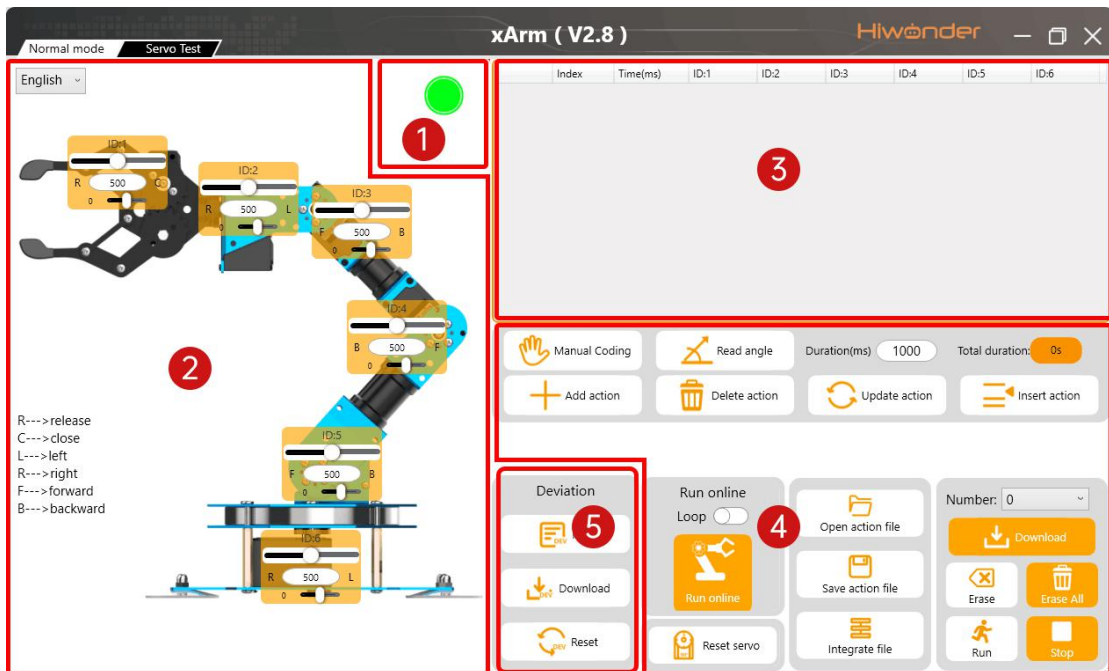 xArm ( V2.8 )
Hiwonder
Normal mode
Servo Test
English
1
Index Time(ms) ID:1 ID:2 ID:3 ID:4 ID:5 ID:6
3
ID:1
R 500 C
0
ID:2
R 500 L
0
ID:3
F 500 B
0
ID:4
B 500 F
0
2
R--->release
C--->close
L--->left
R--->right
F--->forward
B--->backward
ID:5
F 500 B
0
ID:6
R 500 L
0
Manual Coding
Read angle
Duration(ms) 1000
Total duration: 0s
Add action
Delete action
Update action
Insert action
Deviation
5
DEV
DEV Download
DEV Reset
Run online
Loop
4
Run online
Reset servo
Open action file
Save action file
Integrate file
Number: 0
Download
Erase
Erase All
Run
Stop